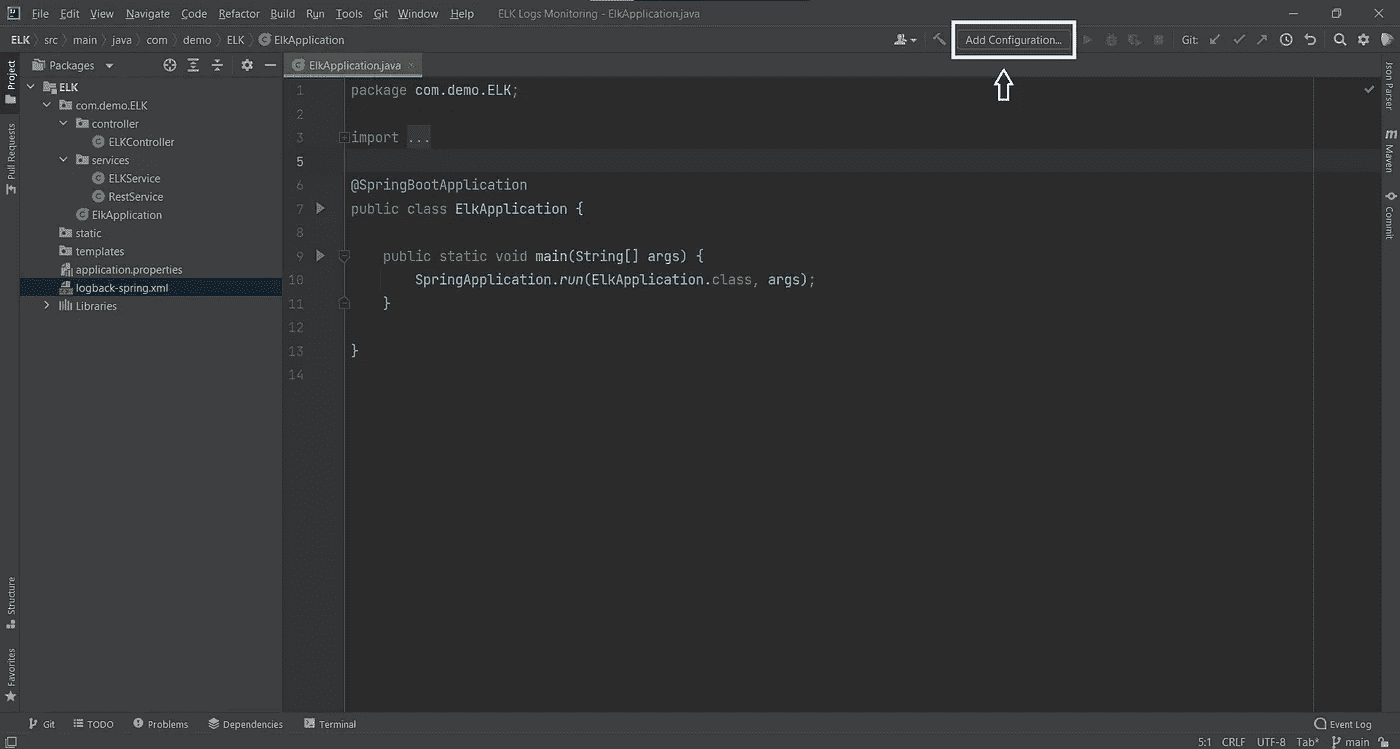 File Edit View Navigate Code Refactor Build Run Tools Git Window Help ELK Logs Monitoring - ElkApplication.java
ELK src main java com demo ELK ElkApplication Add Configuration... Git:
Project
Pull Requests
Structure
Favorites
Packages
ELK
com.demo.ELK
controller
ELKController
services
ELKService
RestService
ElkApplication
static
templates
application.properties
logback-spring.xml
Libraries
ElkApplication.java
1 package com.demo.ELK;
2
3 import ...
5
6 @SpringBootApplication
7 public class ElkApplication {
8
9 public static void main(String[] args) {
10 SpringApplication.run(ElkApplication.class, args);
11 }
12
13 }
14
Json Parser
m Maven
Commit
Git TODO Problems Dependencies Terminal Event Log
5:1 CRLF UTF-8 Tab* main